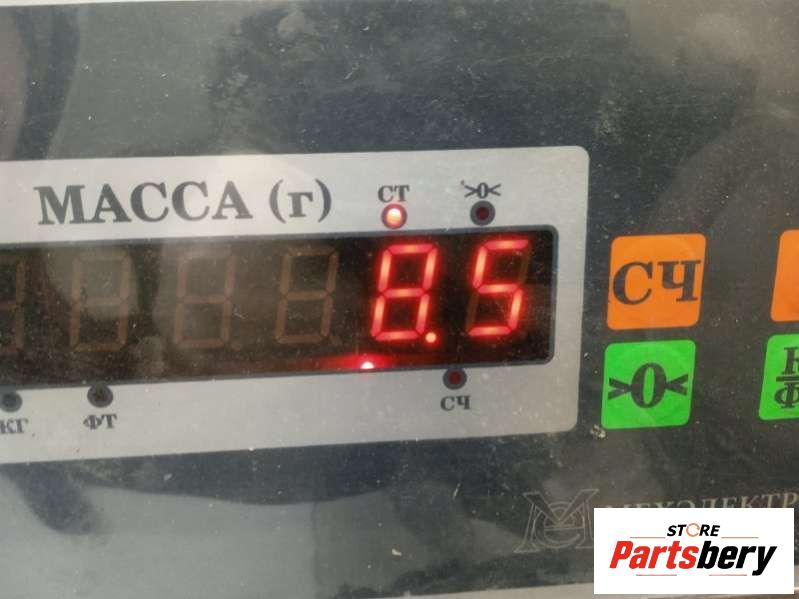 МАССА (г)
СТ
>0<
8.5
КГ
ФТ
СЧ
СЧ
>0<
STORE
Partsbery